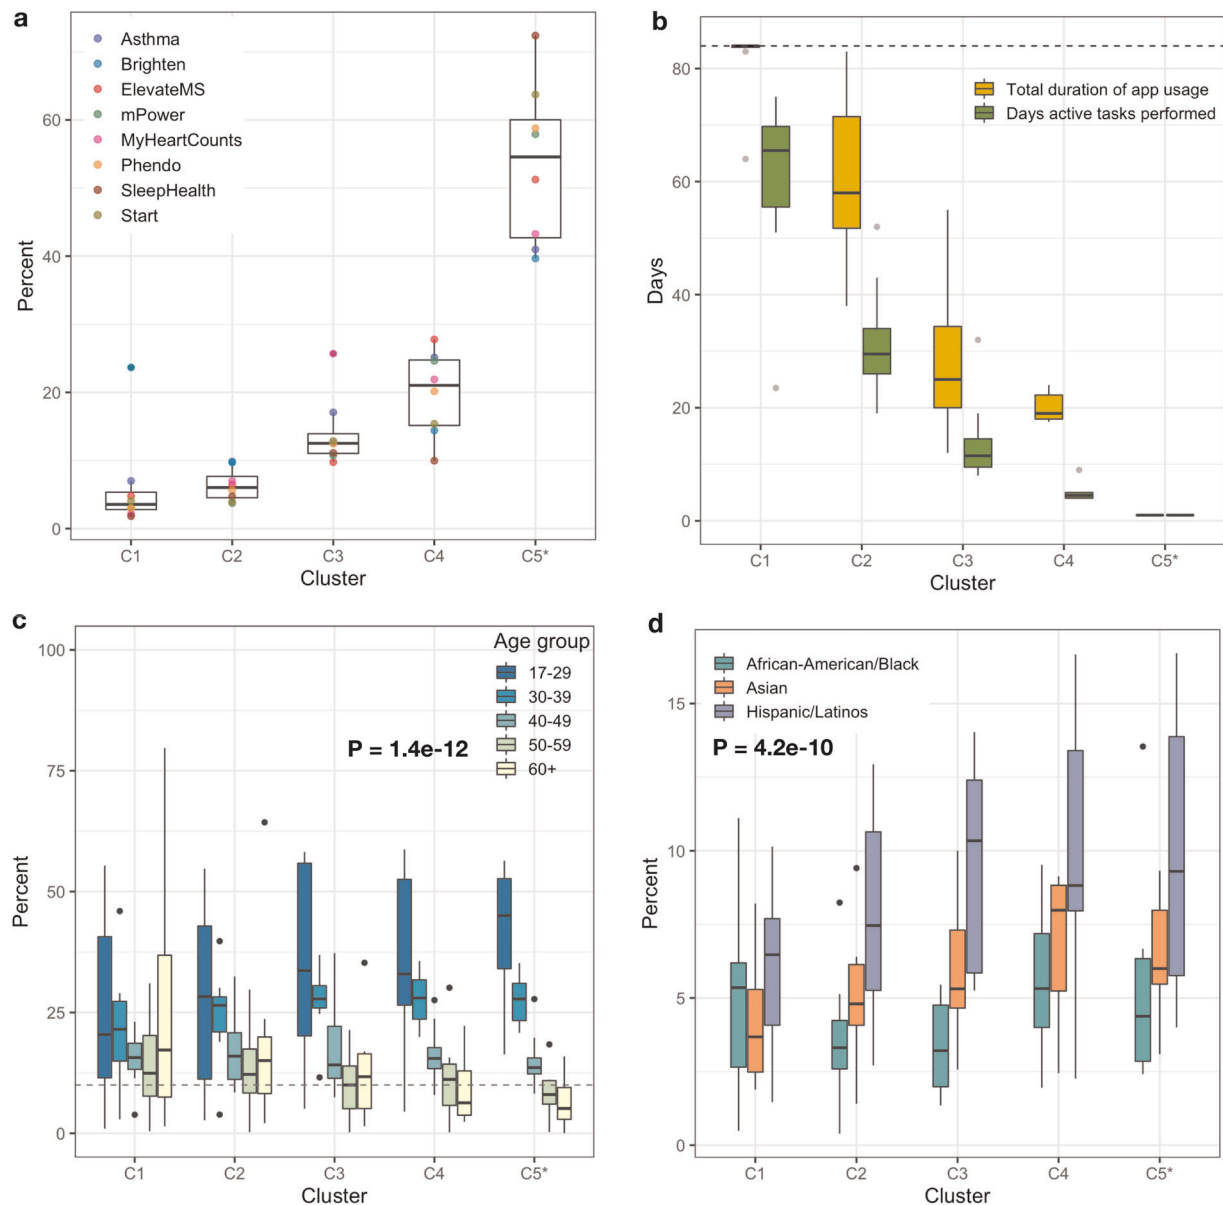 a
Asthma
Brighten
ElevateMS
mPower
MyHeartCounts
Phendo
SleepHealth
Start
60
40
20
0
Percent
C1 C2 C3 C4 C5*
Cluster
b
Total duration of app usage
Days active tasks performed
80
60
40
20
0
Days
C1 C2 C3 C4 C5*
Cluster
c
Age group
17-29
30-39
40-49
50-59
60+
P = 1.4e-12
100
75
50
25
0
Percent
C1 C2 C3 C4 C5*
Cluster
d
African-American/Black
Asian
Hispanic/Latinos
P = 4.2e-10
15
10
5
0
Percent
C1 C2 C3 C4 C5*
Cluster